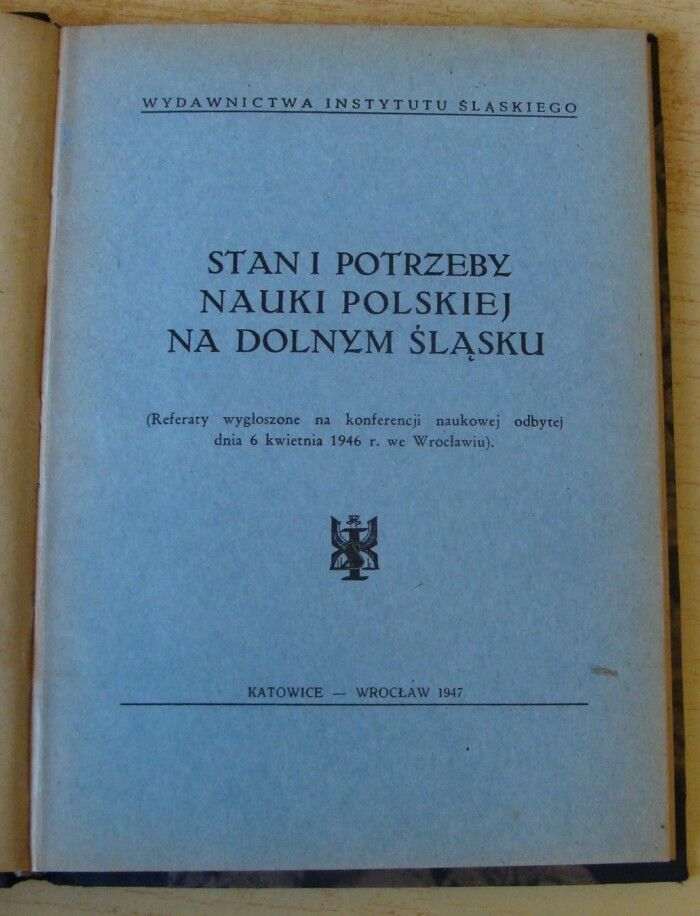 WYDAWNICTWA INSTYTUTU ŚLĄSKIEGO
STAN I POTRZEBY
NAUKI POLSKIEJ
NA DOLNYM ŚLĄSKU
(Referaty wygłoszone na konferencji naukowej odbytej
dnia 6 kwietnia 1946 r. we Wrocławiu).
KATOWICE — WROCŁAW 1947